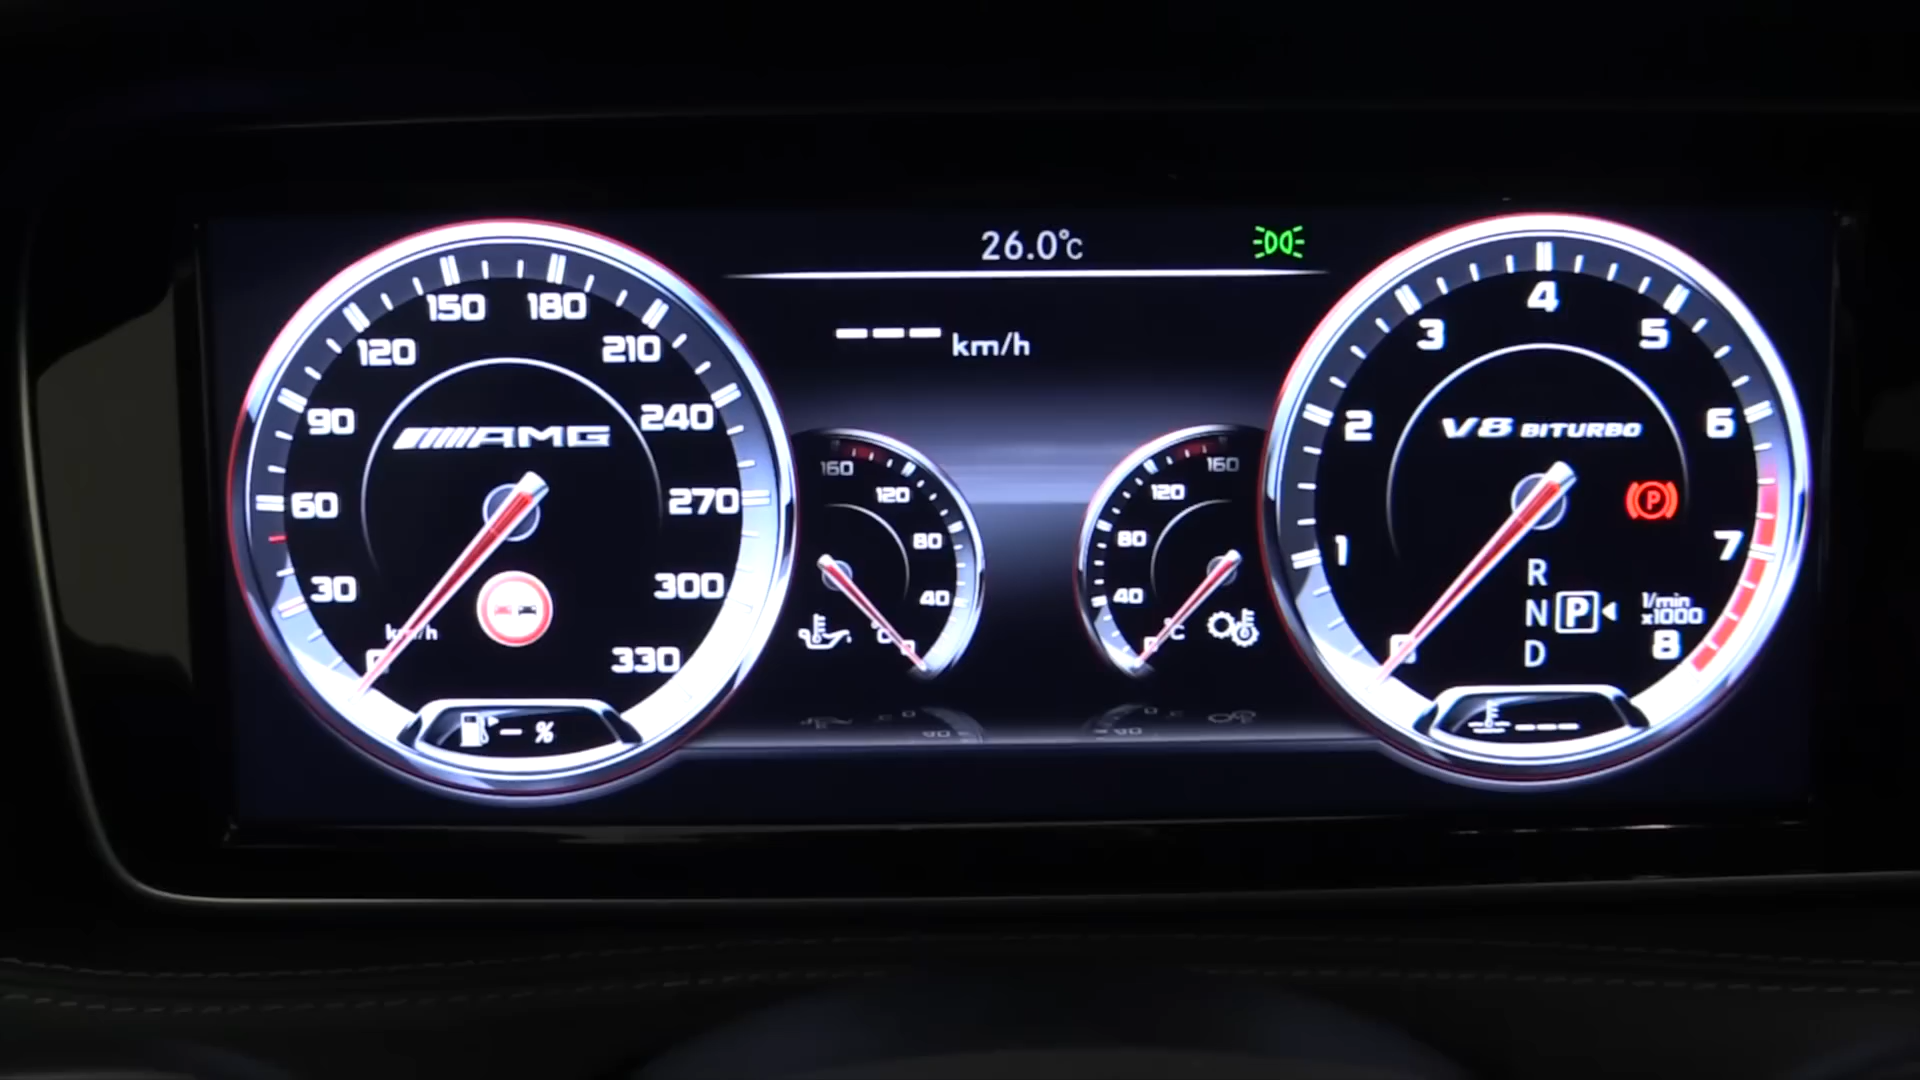 26.0°C
--- km/h
AMG
0
30
60
90
120
150
180
210
240
270
300
330
km/h
- %
160
120
80
40
°C
160
120
80
40
°C
V8 BITURBO
1
2
3
4
5
6
7
8
1/min
x1000
P
R
N P
D
---